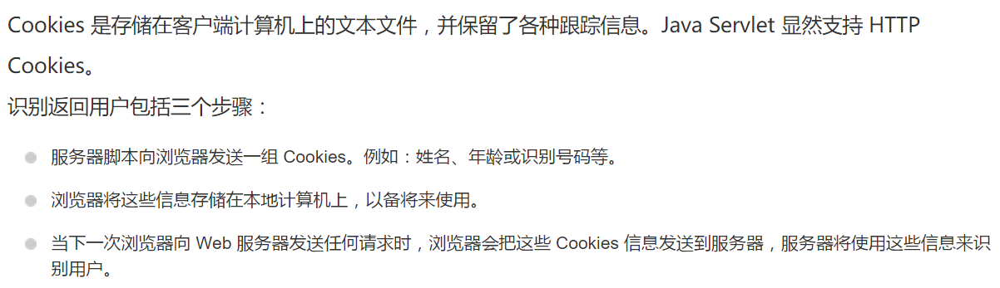 Cookies 是存储在客户端计算机上的文本文件，并保留了各种跟踪信息。Java Servlet 显然支持 HTTP
Cookies。
识别返回用户包括三个步骤：
服务器脚本向浏览器发送一组 Cookies。例如：姓名、年龄或识别号码等。
浏览器将这些信息存储在本地计算机上，以备将来使用。
当下一次浏览器向 Web 服务器发送任何请求时，浏览器会把这些 Cookies 信息发送到服务器，服务器将使用这些信息来识
别用户。